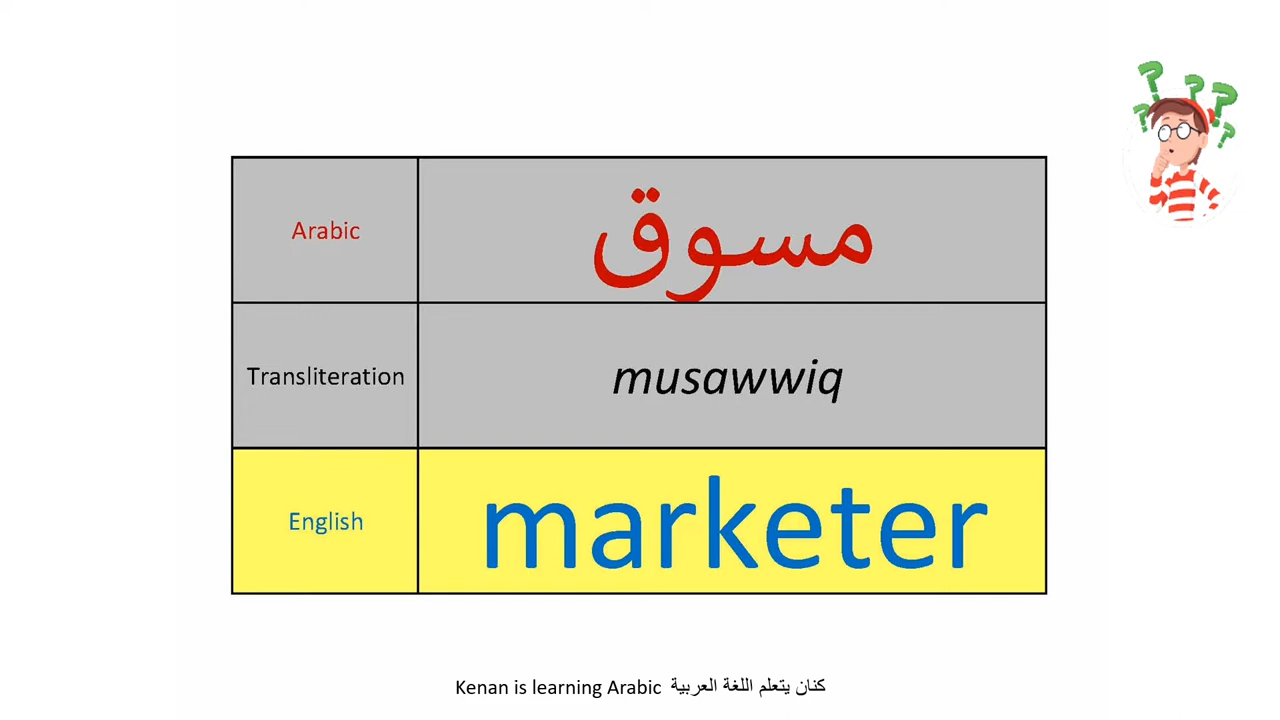 Arabic مسوق
Transliteration musawwiq
English marketer
Kenan is learning Arabic كنان يتعلم اللغة العربية